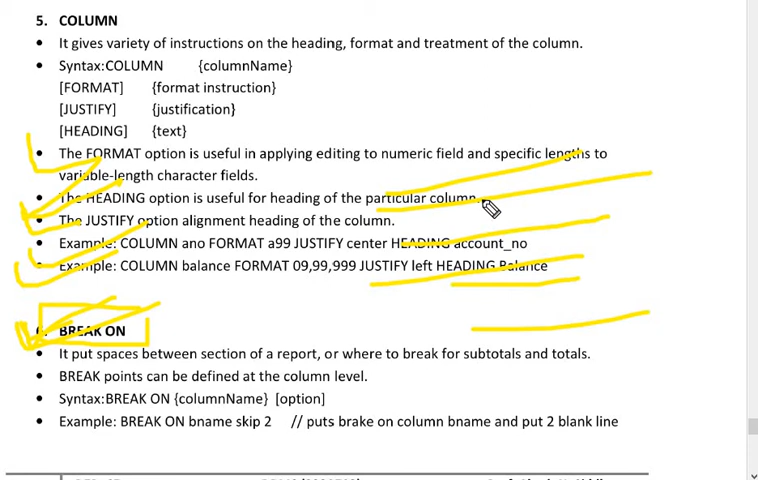 5. COLUMN
• It gives variety of instructions on the heading, format and treatment of the column.
• Syntax:COLUMN {columnName}
[FORMAT] {format instruction}
[JUSTIFY] {justification}
[HEADING] {text}
• The FORMAT option is useful in applying editing to numeric field and specific lengths to
variable-length character fields.
• The HEADING option is useful for heading of the particular column.
• The JUSTIFY option alignment heading of the column.
• Example: COLUMN ano FORMAT a99 JUSTIFY center HEADING account_no
• Example: COLUMN balance FORMAT 09,99,999 JUSTIFY left HEADING Balance
6. BREAK ON
• It put spaces between section of a report, or where to break for subtotals and totals.
• BREAK points can be defined at the column level.
• Syntax:BREAK ON {columnName} [option]
• Example: BREAK ON bname skip 2 // puts brake on column bname and put 2 blank line